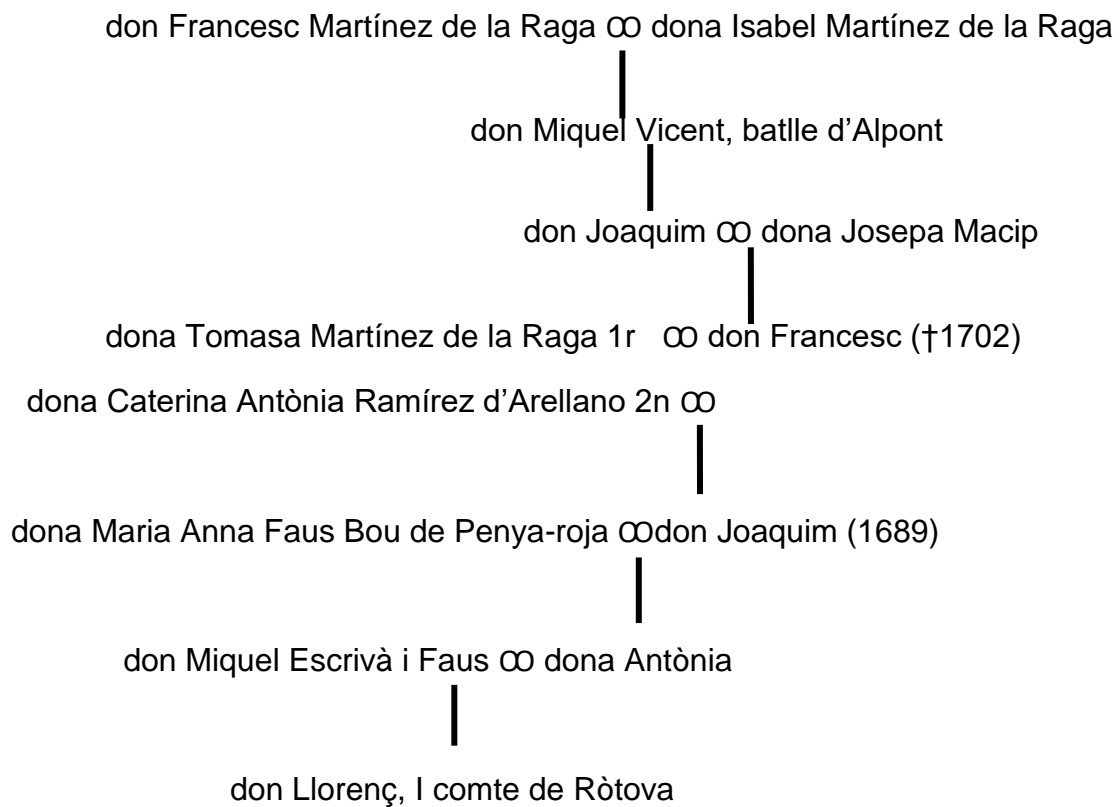 don Francesc Martínez de la Raga ꝏ dona Isabel Martínez de la Raga
don Miquel Vicent, batlle d’Alpont
don Joaquim ꝏ dona Josepa Macip
dona Tomasa Martínez de la Raga 1r ꝏ don Francesc (†1702)
dona Caterina Antònia Ramírez d’Arellano 2n ꝏ
dona Maria Anna Faus Bou de Penya-roja ꝏdon Joaquim (1689)
don Miquel Escrivà i Faus ꝏ dona Antònia
don Llorenç, I comte de Ròtova